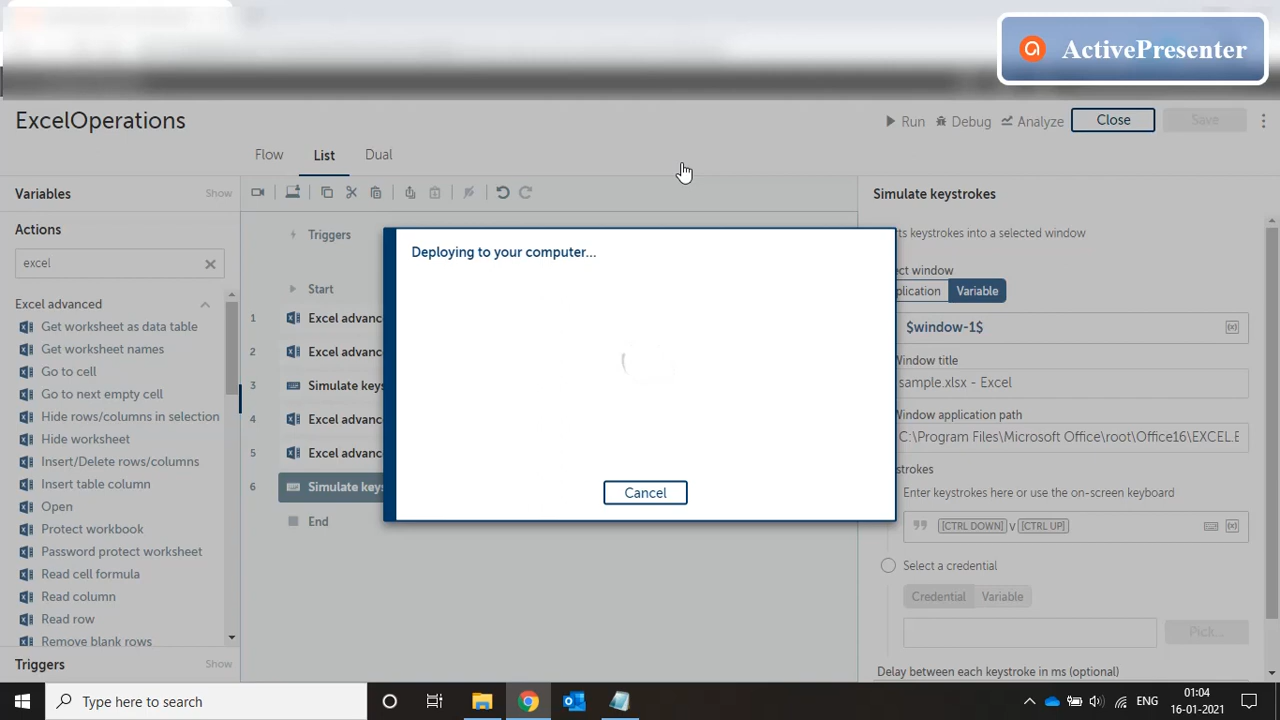 ActivePresenter
ExcelOperations
Run
Debug
Analyze
Close
Save
Flow
List
Dual
Variables
Show
Actions
excel
Excel advanced
Get worksheet as data table
Get worksheet names
Go to cell
Go to next empty cell
Hide rows/columns in selection
Hide worksheet
Insert/Delete rows/columns
Insert table column
Open
Protect workbook
Password protect worksheet
Read cell formula
Read column
Read row
Remove blank rows
Triggers
Show
Triggers
Start
1 Excel advanc
2 Excel advanc
3 Simulate key
4 Excel advanc
5 Excel advanc
6 Simulate key
End
Deploying to your computer...
Cancel
Simulate keystrokes
ts keystrokes into a selected window
ect window
plication
Variable
$window-1$
(x)
Window title
sample.xlsx - Excel
Window application path
C:\Program Files\Microsoft Office\root\Office16\EXCEL.E
strokes
Enter keystrokes here or use the on-screen keyboard
[CTRL DOWN] v [CTRL UP]
(x)
Select a credential
Credential
Variable
Pick...
Delay between each keystroke in ms (optional)
Type here to search
ENG
01:04
16-01-2021